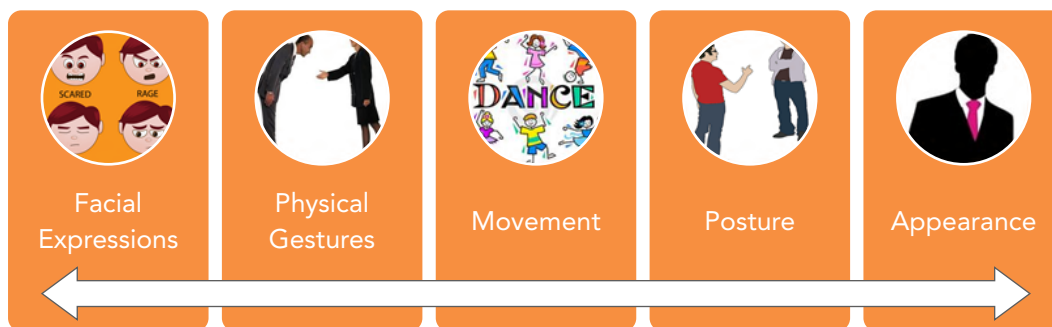 SCARED
RAGE
DANCE
Facial
Expressions
Physical
Gestures
Movement
Posture
Appearance